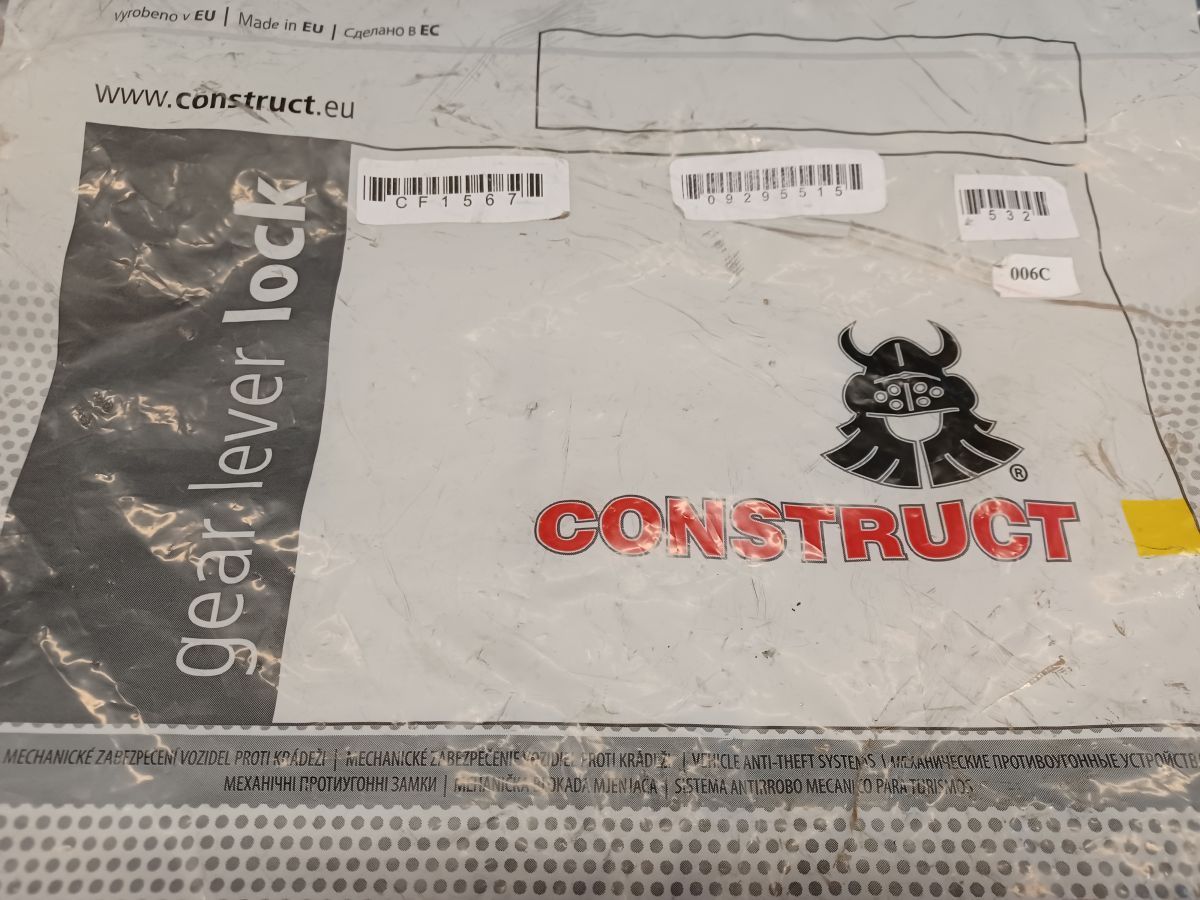 vyrobeno v EU | Made in EU | Сделано в ЕС
www.construct.eu
CF1567
09295515
532
006C
gear lever lock
®
CONSTRUCT
MECHANICKÉ ZABEZPEČENÍ VOZIDEL PROTI KRÁDEŽI | MECHANICKÉ ZABEZPEČENIE VOZIDIEL PROTI KRÁDEŽI | VEHICLE ANTI-THEFT SYSTEMS | МЕХАНИЧЕСКИЕ ПРОТИВОУГОННЫЕ УСТРОЙСТВ
МЕХАНІЧНІ ПРОТИУГОННІ ЗАМКИ | MEHANIČKA BLOKADA MJENJAČA | SISTEMA ANTIRROBO MECANICO PARA TURISMOS